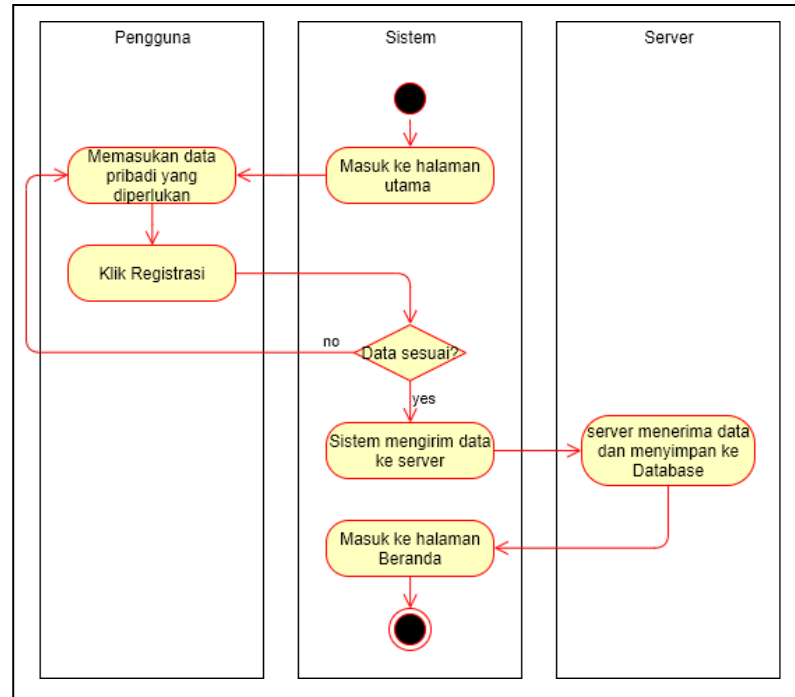 Pengguna
Sistem
Server
Masuk ke halaman
utama
Memasukan data
pribadi yang
diperlukan
Klik Registrasi
Data sesuai?
no
yes
Sistem mengirim data
ke server
server menerima data
dan menyimpan ke
Database
Masuk ke halaman
Beranda